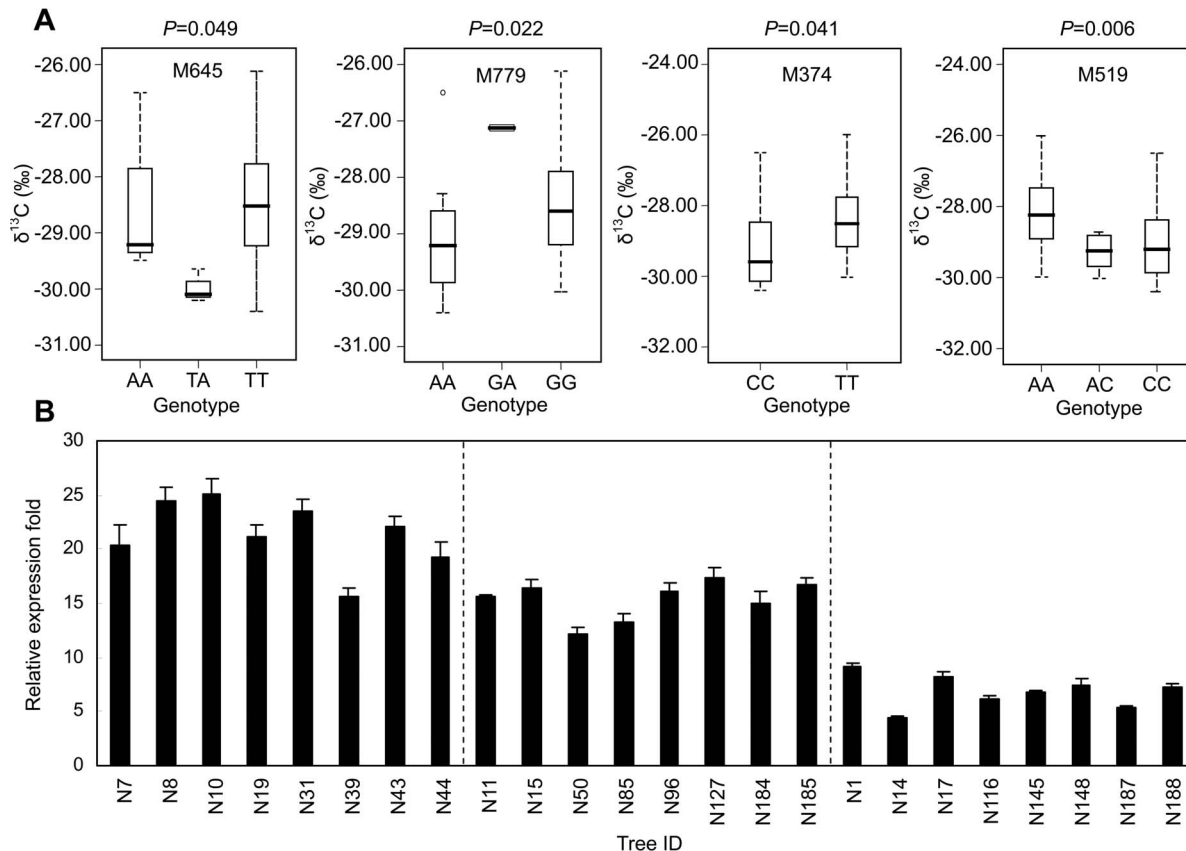 A
P=0.049
P=0.022
P=0.041
P=0.006
M645
M779
M374
M519
δ¹³C (‰)
-26.00
-27.00
-28.00
-29.00
-30.00
-31.00
AA TA TT
Genotype
δ¹³C (‰)
-26.00
-27.00
-28.00
-29.00
-30.00
-31.00
AA GA GG
Genotype
δ¹³C (‰)
-24.00
-26.00
-28.00
-30.00
-32.00
CC TT
Genotype
δ¹³C (‰)
-24.00
-26.00
-28.00
-30.00
-32.00
AA AC CC
Genotype
B
Relative expression fold
30
25
20
15
10
5
0
N7 N8 N10 N19 N31 N39 N43 N44 N11 N15 N50 N85 N96 N127 N184 N185 N1 N14 N17 N116 N145 N148 N187 N188
Tree ID